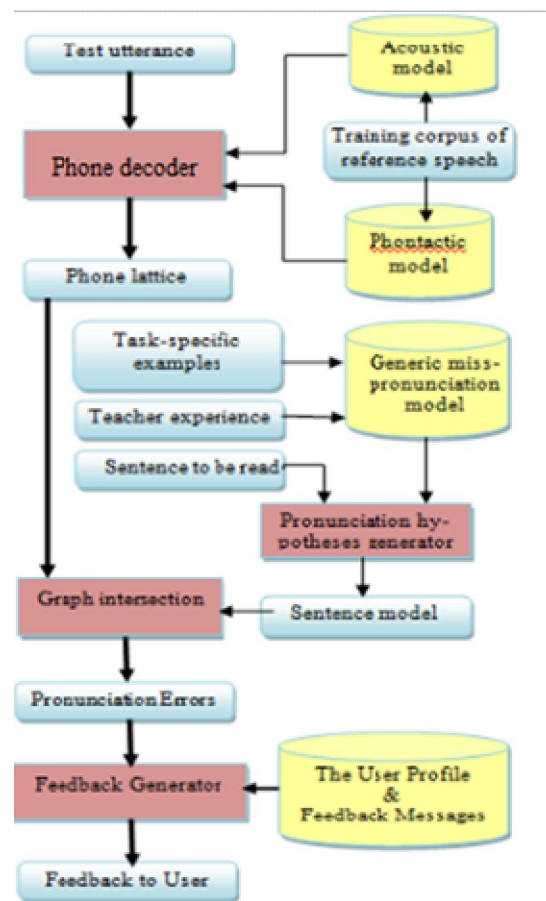 Test utterance
Acoustic
model
Training corpus of
reference speech
Phone decoder
Phontactic
model
Phone lattice
Task-specific
examples
Generic miss-
pronunciation
model
Teacher experience
Sentence to be read
Pronunciation hy-
potheses generator
Graph intersection
Sentence model
Pronunciation Errors
Feedback Generator
The User Profile
&
Feedback Messages
Feedback to User